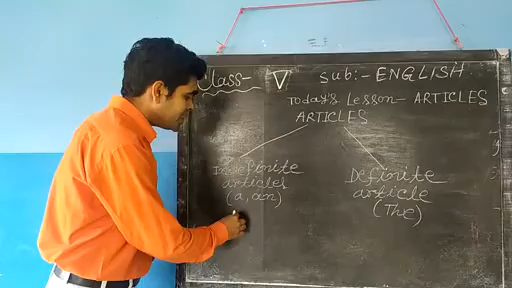 Class- V
Sub:- ENGLISH
Today's Lesson- ARTICLES
ARTICLES
Indefinite
articles
(a, an)
Definite
article
(The)